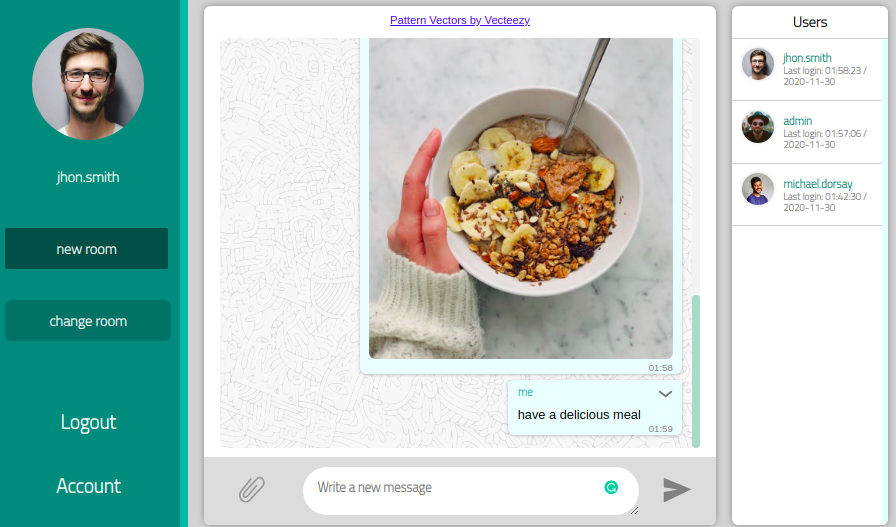 jhon.smith
new room
change room
Logout
Account
Pattern Vectors by Vecteezy
01:58
me
have a delicious meal
01:59
Write a new message
Users
jhon.smith
Last login: 01:58:23 /
2020-11-30
admin
Last login: 01:57:06 /
2020-11-30
michael.dorsay
Last login: 01:42:30 /
2020-11-30